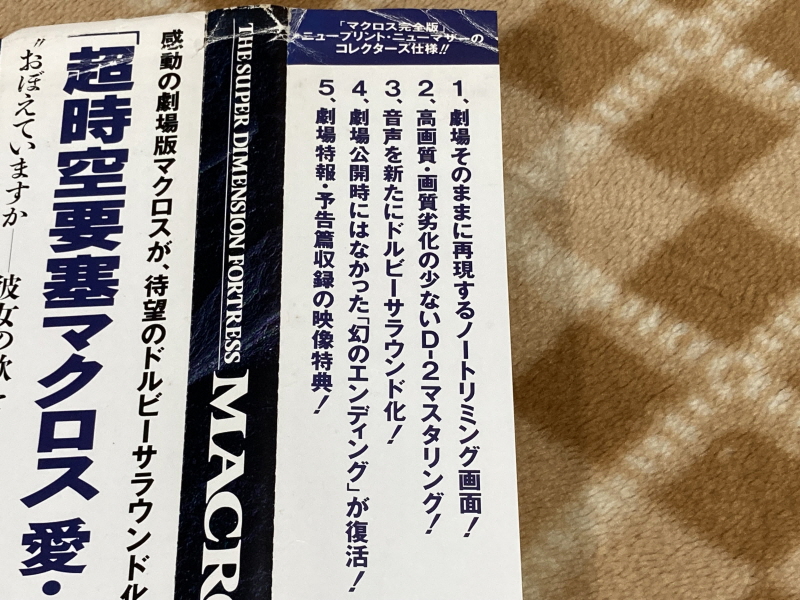 「マクロス完全版」
ニュープリント・ニューマザーの
コレクターズ仕様!!
1、劇場そのままに再現するノートリミング画面!
2、高画質・画質劣化の少ないD-2マスタリング!
3、音声を新たにドルビーサラウンド化!
4、劇場公開時にはなかった「幻のエンディング」が復活!
5、劇場特報・予告篇収録の映像特典!
THE SUPER DIMENSION FORTRESS MACRO
感動の劇場版マクロスが、待望のドルビーサラウンド化
「超時空要塞マクロス 愛・
"おぼえていますか――彼女の歌